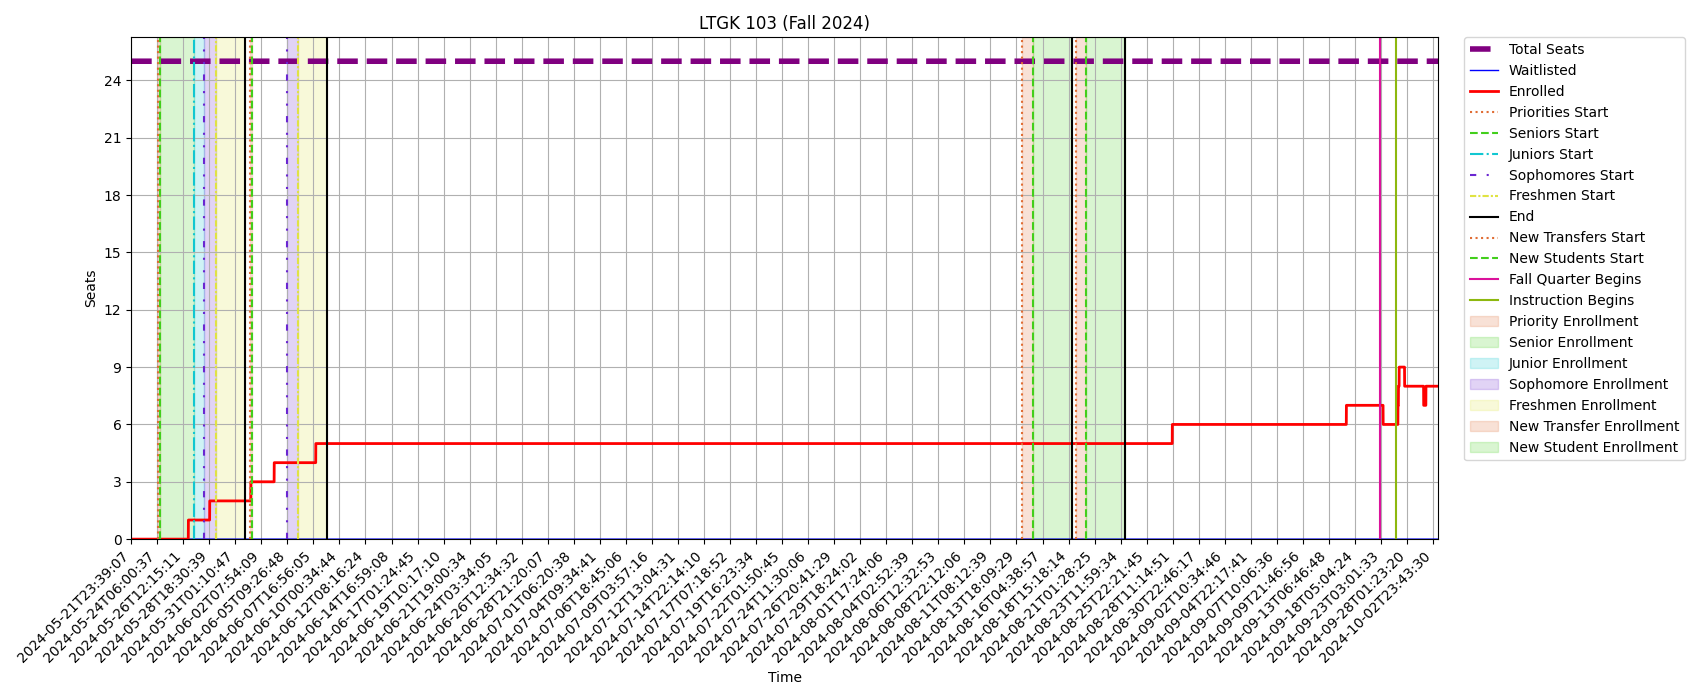 LTGK 103 (Fall 2024)
Seats
24
21
18
15
12
9
6
3
0
2024-05-21T23:39:07
2024-05-24T06:00:37
2024-05-26T12:15:11
2024-05-28T18:30:39
2024-05-31T01:10:47
2024-06-02T07:54:09
2024-06-05T09:26:48
2024-06-07T16:56:05
2024-06-10T00:34:44
2024-06-12T08:16:24
2024-06-14T16:59:08
2024-06-17T01:24:45
2024-06-19T10:17:10
2024-06-21T19:00:34
2024-06-24T03:34:05
2024-06-26T12:34:32
2024-06-28T21:20:07
2024-07-01T06:20:38
2024-07-04T09:34:41
2024-07-06T18:45:06
2024-07-09T03:57:16
2024-07-12T13:04:31
2024-07-14T22:14:10
2024-07-17T07:18:52
2024-07-19T16:23:34
2024-07-22T01:50:45
2024-07-24T11:30:06
2024-07-26T20:41:29
2024-07-29T18:24:02
2024-08-01T17:24:06
2024-08-04T02:52:39
2024-08-06T12:32:53
2024-08-08T22:12:06
2024-08-11T08:12:39
2024-08-13T18:09:29
2024-08-16T04:38:57
2024-08-18T15:18:14
2024-08-21T01:28:25
2024-08-23T11:59:34
2024-08-25T22:21:45
2024-08-28T11:14:51
2024-08-30T22:46:17
2024-09-02T10:34:46
2024-09-04T22:17:41
2024-09-07T10:06:36
2024-09-09T21:46:56
2024-09-13T06:46:48
2024-09-18T05:04:24
2024-09-23T03:01:33
2024-09-28T01:23:20
2024-10-02T23:43:30
Time
Total Seats
Waitlisted
Enrolled
Priorities Start
Seniors Start
Juniors Start
Sophomores Start
Freshmen Start
End
New Transfers Start
New Students Start
Fall Quarter Begins
Instruction Begins
Priority Enrollment
Senior Enrollment
Junior Enrollment
Sophomore Enrollment
Freshmen Enrollment
New Transfer Enrollment
New Student Enrollment